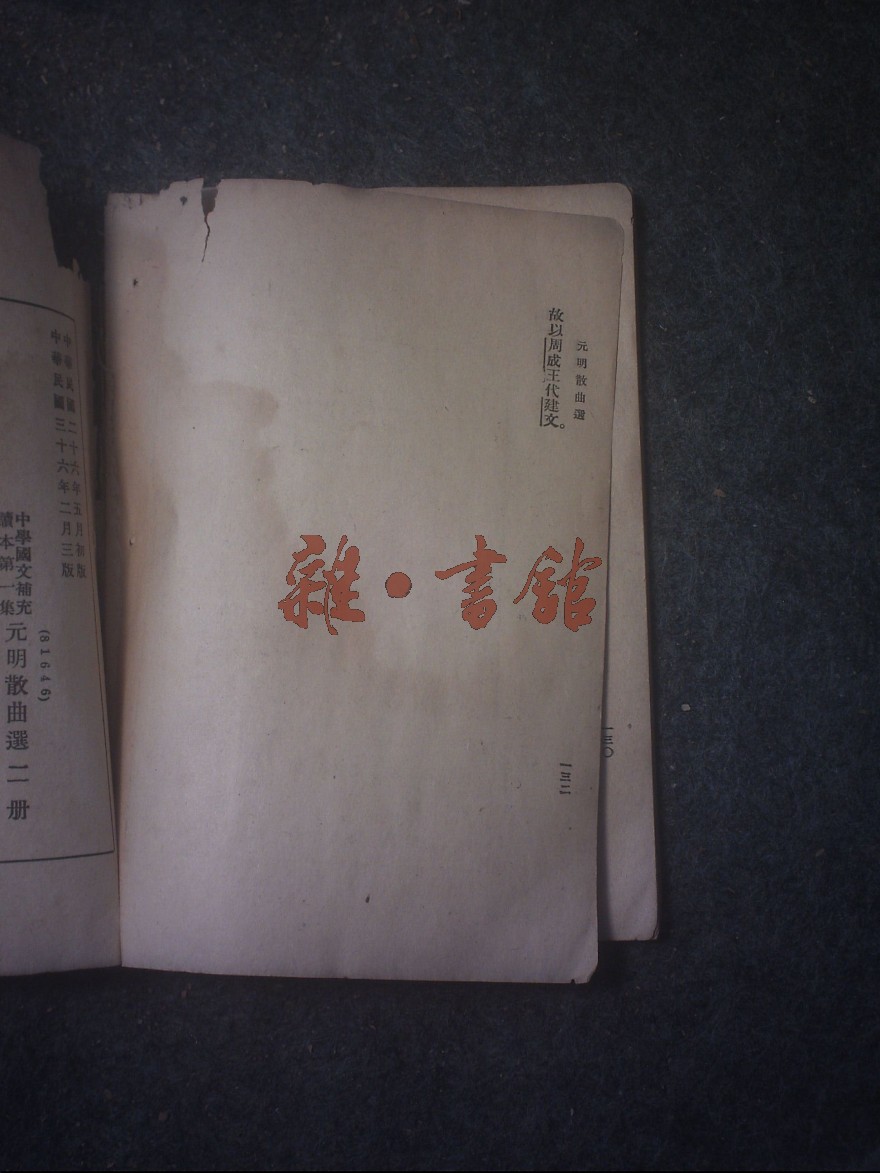 元明散曲選
故以周成王代建文。
一三二
一三〇
中華民國二十六年五月初版
中華民國三十六年二月三版
(81646)
中學國文補充
讀本第一集
元明散曲選二册
雜·書館